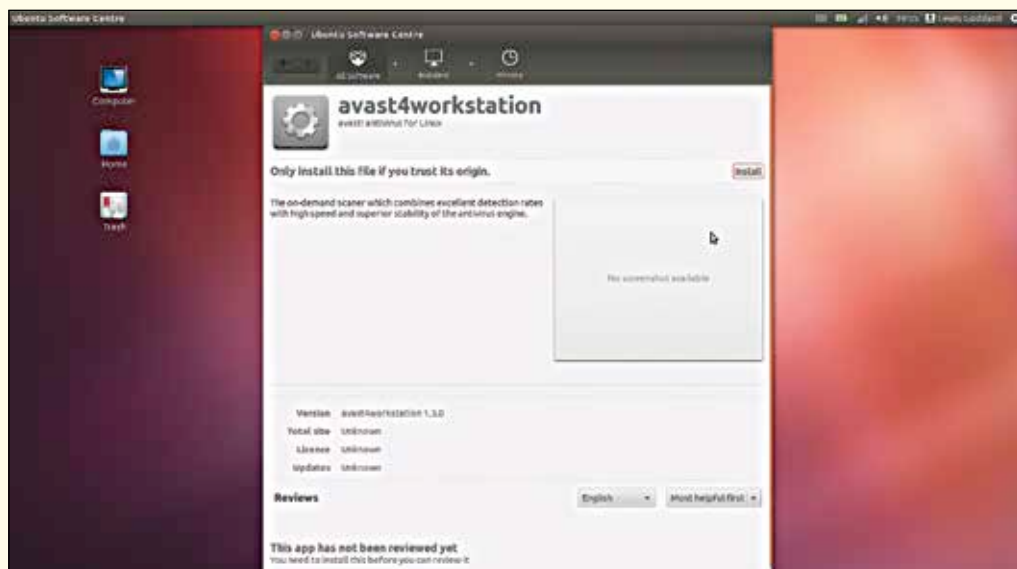 Ubuntu Software Centre
Lewis Goddard
Ubuntu Software Centre
All Software
Installed
History
Computer
Home
Trash
avast4workstation
avast! antivirus for Linux
Only install this file if you trust its origin.
Install
The on-demand scaner which combines excellent detection rates
with high speed and superior stability of the antivirus engine.
No screenshot available
Version avast4workstation 1.3.0
Total size Unknown
Licence Unknown
Updates Unknown
Reviews
English
Most helpful first
This app has not been reviewed yet
You need to install this before you can review it